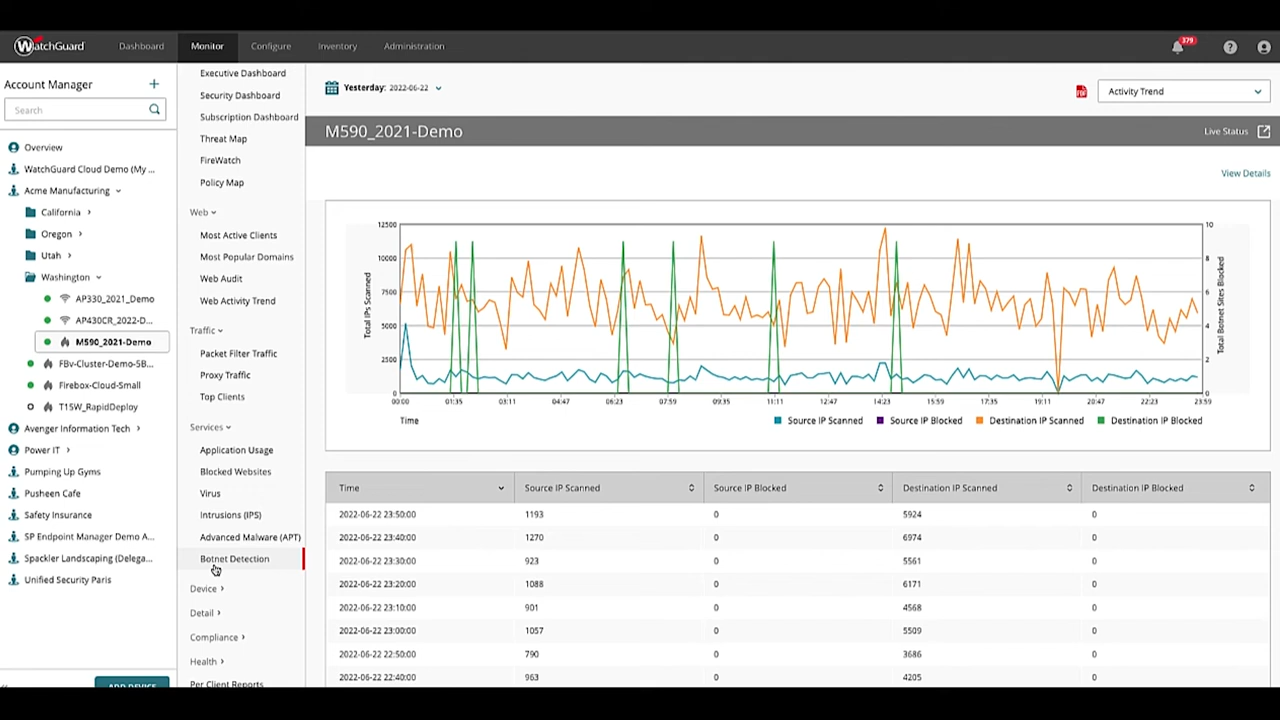 WatchGuard
Dashboard
Monitor
Configure
Inventory
Administration
379
Account Manager
Search
Overview
WatchGuard Cloud Demo (My ...
Acme Manufacturing
California
Oregon
Utah
Washington
AP330_2021_Demo
AP430CR_2022-D...
M590_2021-Demo
FBv-Cluster-Demo-5B...
Firebox-Cloud-Small
T15W_RapidDeploy
Avenger Information Tech
Power IT
Pumping Up Gyms
Pusheen Cafe
Safety Insurance
SP Endpoint Manager Demo A...
Spackler Landscaping (Delega...
Unified Security Paris
ADD DEVICE
Executive Dashboard
Security Dashboard
Subscription Dashboard
Threat Map
FireWatch
Policy Map
Web
Most Active Clients
Most Popular Domains
Web Audit
Web Activity Trend
Traffic
Packet Filter Traffic
Proxy Traffic
Top Clients
Services
Application Usage
Blocked Websites
Virus
Intrusions (IPS)
Advanced Malware (APT)
Botnet Detection
Device
Detail
Compliance
Health
Per Client Reports
Yesterday: 2022-06-22
PDF
Activity Trend
M590_2021-Demo
Live Status
View Details
Total IPs Scanned
12500
10000
7500
5000
2500
0
10
8
6
4
2
0
Total Botnet Sites Blocked
00:00 01:35 03:11 04:47 06:23 07:59 09:35 11:11 12:47 14:23 15:59 17:35 19:11 20:47 22:23 23:59
Time
Source IP Scanned
Source IP Blocked
Destination IP Scanned
Destination IP Blocked
Time Source IP Scanned Source IP Blocked Destination IP Scanned Destination IP Blocked
2022-06-22 23:50:00 1193 0 5924 0
2022-06-22 23:40:00 1270 0 6974 0
2022-06-22 23:30:00 923 0 5561 0
2022-06-22 23:20:00 1088 0 6171 0
2022-06-22 23:10:00 901 0 4568 0
2022-06-22 23:00:00 1057 0 5509 0
2022-06-22 22:50:00 790 0 3686 0
2022-06-22 22:40:00 963 0 4205 0